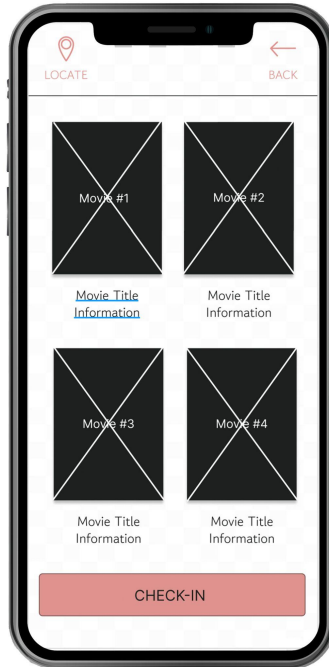 LOCATE
BACK
Movie #1
Movie #2
Movie Title
Information
Movie Title
Information
Movie #3
Movie #4
Movie Title
Information
Movie Title
Information
CHECK-IN